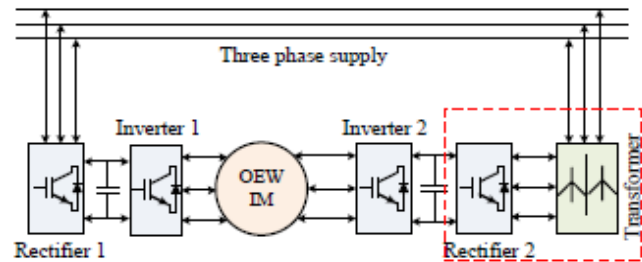 Three phase supply
Inverter 1
Inverter 2
OEW
IM
Transformer
Rectifier 1
Rectifier 2